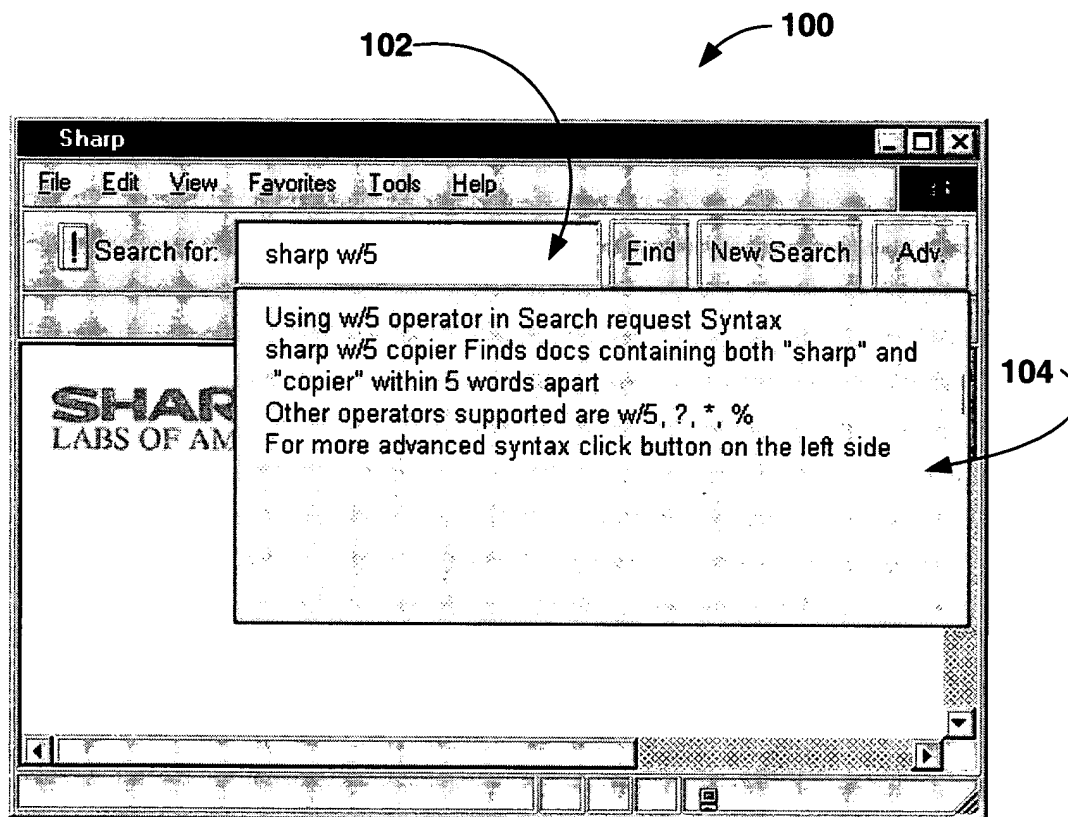 100
102
Sharp
File Edit View Favorites Tools Help
! Search for: sharp w/5 Find New Search Adv.
Using w/5 operator in Search request Syntax
sharp w/5 copier Finds docs containing both "sharp" and
"copier" within 5 words apart
Other operators supported are w/5, ?, *, %
For more advanced syntax click button on the left side
104
SHAR
LABS OF AM